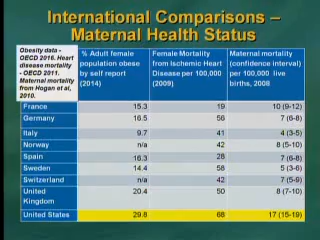 International Comparisons –
Maternal Health Status
Obesity data -
OECD 2016. Heart
disease mortality
- OECD 2011.
Maternal mortality
from Hogan et al,
2010.
% Adult female
population obese
by self report
(2014)
Female Mortality
from Ischemic Heart
Disease per 100,000
(2009)
Maternal mortality
(confidence interval)
per 100,000 live
births, 2008
France 15.3 19 10 (9-12)
Germany 16.5 56 7 (6-8)
Italy 9.7 41 4 (3-5)
Norway n/a 42 8 (5-10)
Spain 16.3 28 7 (6-8)
Sweden 14.4 58 5 (3-6)
Switzerland n/a 42 7 (5-9)
United
Kingdom 20.4 50 8 (7-10)
United States 29.8 68 17 (15-19)